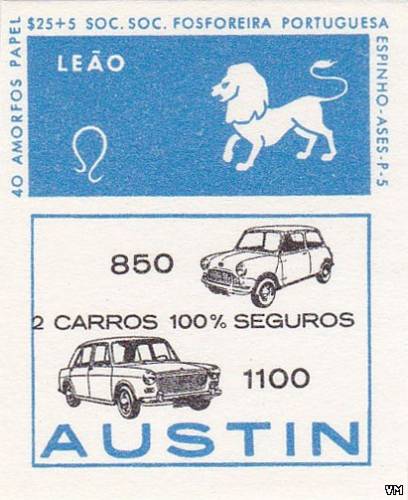 40 AMORFOS PAPEL
$25+5 SOC. SOC. FOSFOREIRA PORTUGUESA
ESPINHO-ASES-P-5
LEÃO
850
2 CARROS 100% SEGUROS
1100
AUSTIN
VM